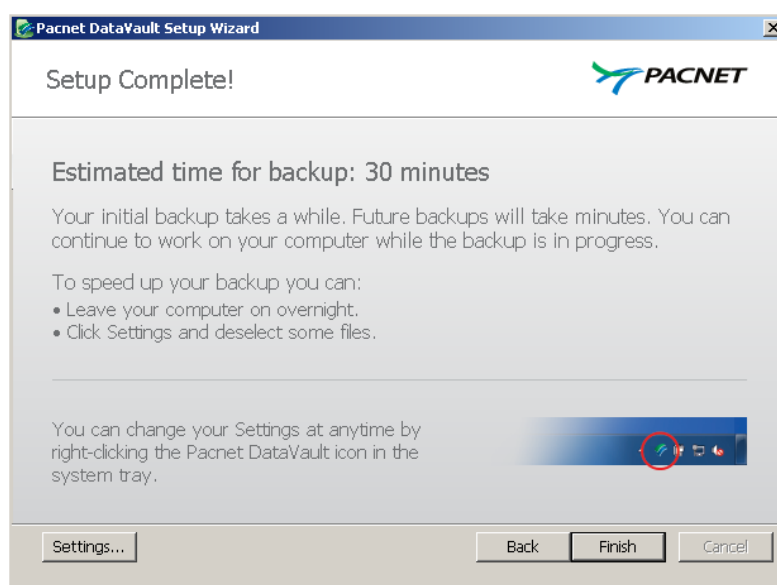 Pacnet DataVault Setup Wizard
Setup Complete!
PACNET
Estimated time for backup: 30 minutes
Your initial backup takes a while. Future backups will take minutes. You can
continue to work on your computer while the backup is in progress.
To speed up your backup you can:
• Leave your computer on overnight.
• Click Settings and deselect some files.
You can change your Settings at anytime by
right-clicking the Pacnet DataVault icon in the
system tray.
Settings...
Back
Finish
Cancel